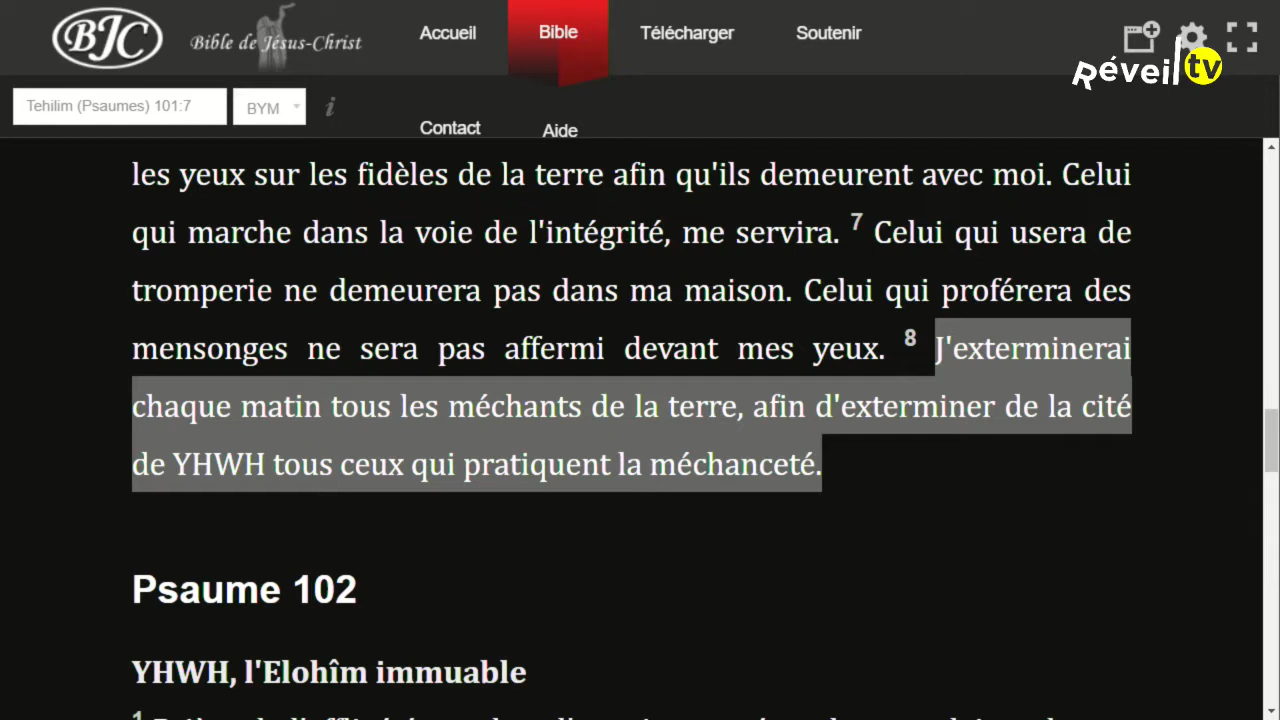 BJC
Bible de Jésus-Christ
Accueil
Bible
Télécharger
Soutenir
Réveil tv
Tehilim (Psaumes) 101:7
BYM
i
Contact
Aide
les yeux sur les fidèles de la terre afin qu'ils demeurent avec moi. Celui
qui marche dans la voie de l'intégrité, me servira. 7 Celui qui usera de
tromperie ne demeurera pas dans ma maison. Celui qui proférera des
mensonges ne sera pas affermi devant mes yeux. 8 J'exterminerai
chaque matin tous les méchants de la terre, afin d'exterminer de la cité
de YHWH tous ceux qui pratiquent la méchanceté.
Psaume 102
YHWH, l'Elohîm immuable
1